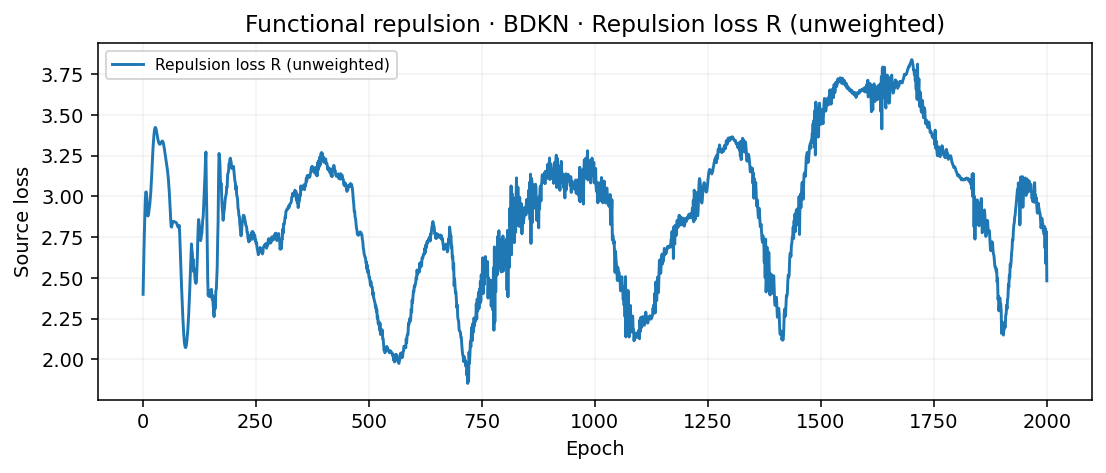 Functional repulsion · BDKN · Repulsion loss R (unweighted)
Repulsion loss R (unweighted)
Source loss
3.75
3.50
3.25
3.00
2.75
2.50
2.25
2.00
0 250 500 750 1000 1250 1500 1750 2000
Epoch